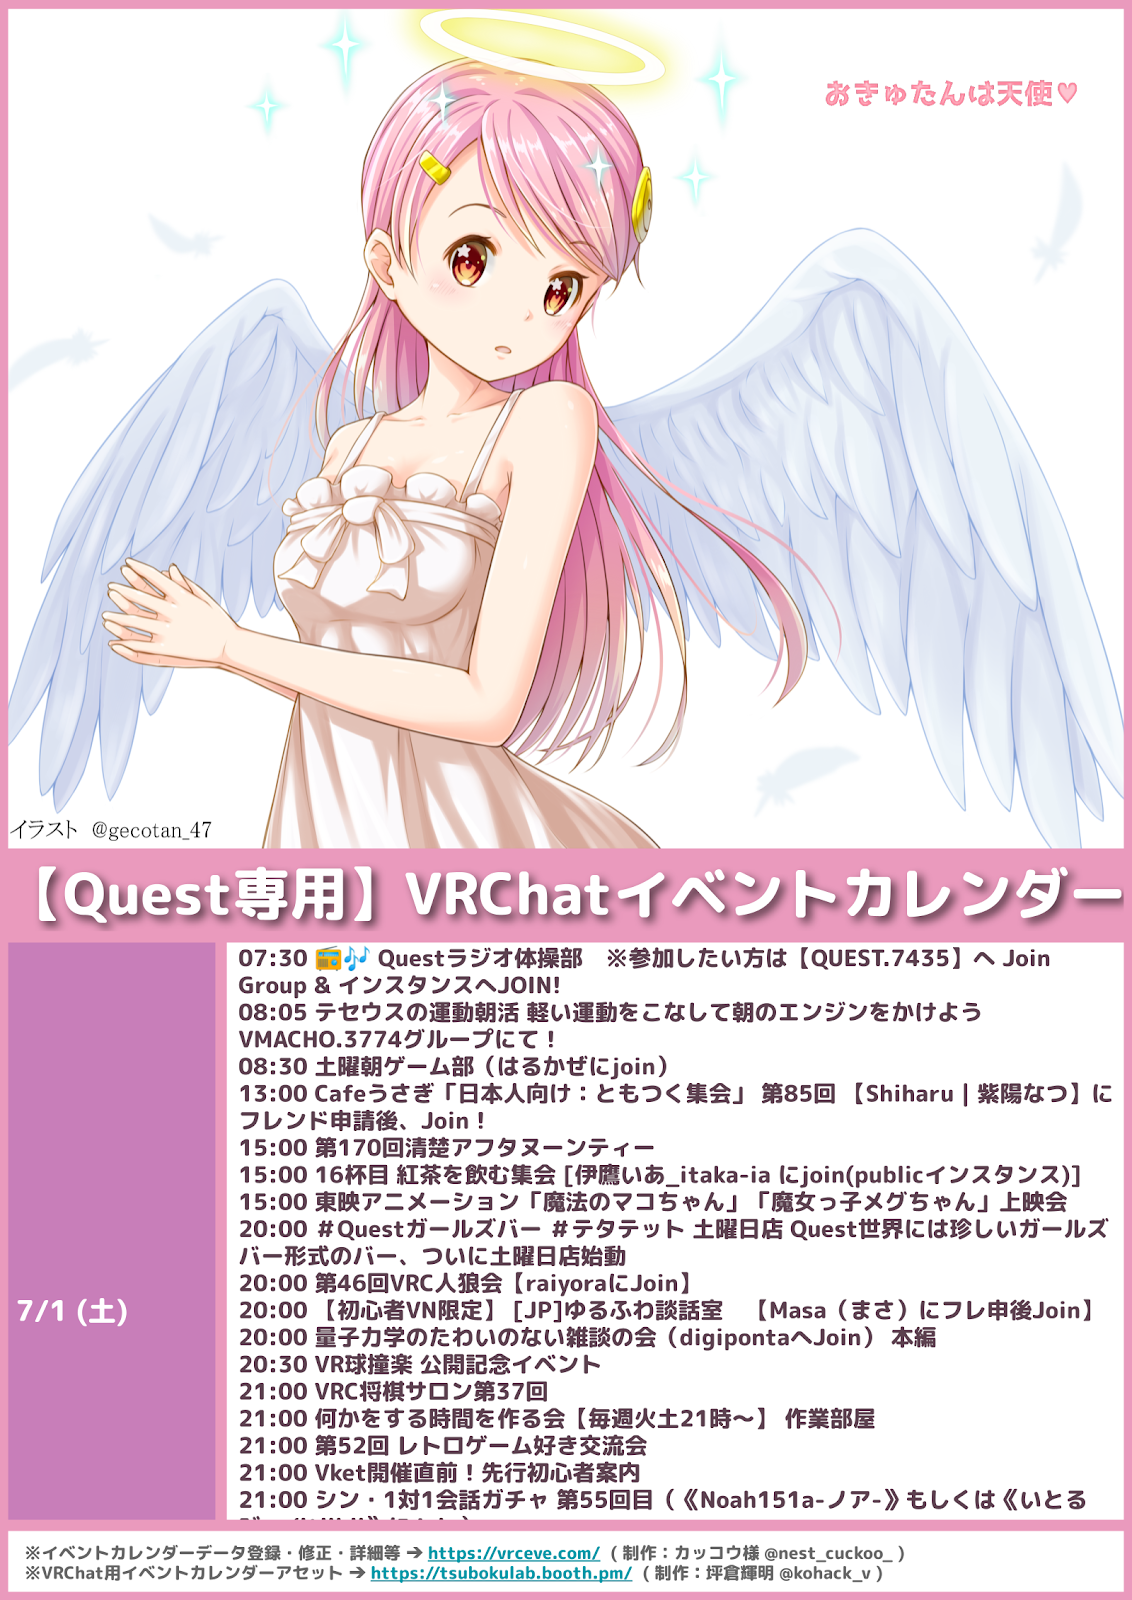 おきゅたんは天使♥
イラスト @gecotan_47
【Quest専用】VRChatイベントカレンダー
7/1 (土)
07:30 📻🎶 Questラジオ体操部　※参加したい方は【QUEST.7435】へ Join
Group & インスタンスへJOIN!
08:05 テセウスの運動朝活 軽い運動をこなして朝のエンジンをかけよう
VMACHO.3774グループにて！
08:30 土曜朝ゲーム部（はるかぜにjoin）
13:00 Cafeうさぎ「日本人向け：ともつく集会」 第85回 【Shiharu | 紫陽なつ】に
フレンド申請後、Join！
15:00 第170回清楚アフタヌーンティー
15:00 16杯目 紅茶を飲む集会 [伊鷹いあ_itaka-ia にjoin(publicインスタンス)]
15:00 東映アニメーション「魔法のマコちゃん」「魔女っ子メグちゃん」上映会
20:00 ＃Questガールズバー ＃テタテット 土曜日店 Quest世界には珍しいガールズ
バー形式のバー、ついに土曜日店始動
20:00 第46回VRC人狼会【raiyoraにJoin】
20:00 【初心者VN限定】 [JP]ゆるふわ談話室　【Masa（まさ）にフレ申後Join】
20:00 量子力学のたわいのない雑談の会（digipontaへJoin） 本編
20:30 VR球撞楽 公開記念イベント
21:00 VRC将棋サロン第37回
21:00 何かをする時間を作る会【毎週火土21時～】 作業部屋
21:00 第52回 レトロゲーム好き交流会
21:00 Vket開催直前！先行初心者案内
21:00 シン・1対1会話ガチャ 第55回目（《Noah151a-ノア-》もしくは《いとる
※イベントカレンダーデータ登録・修正・詳細等 ➔ https://vrceve.com/ ( 制作：カッコウ様 @nest_cuckoo_ )
※VRChat用イベントカレンダーアセット ➔ https://tsubokulab.booth.pm/ ( 制作：坪倉輝明 @kohack_v )